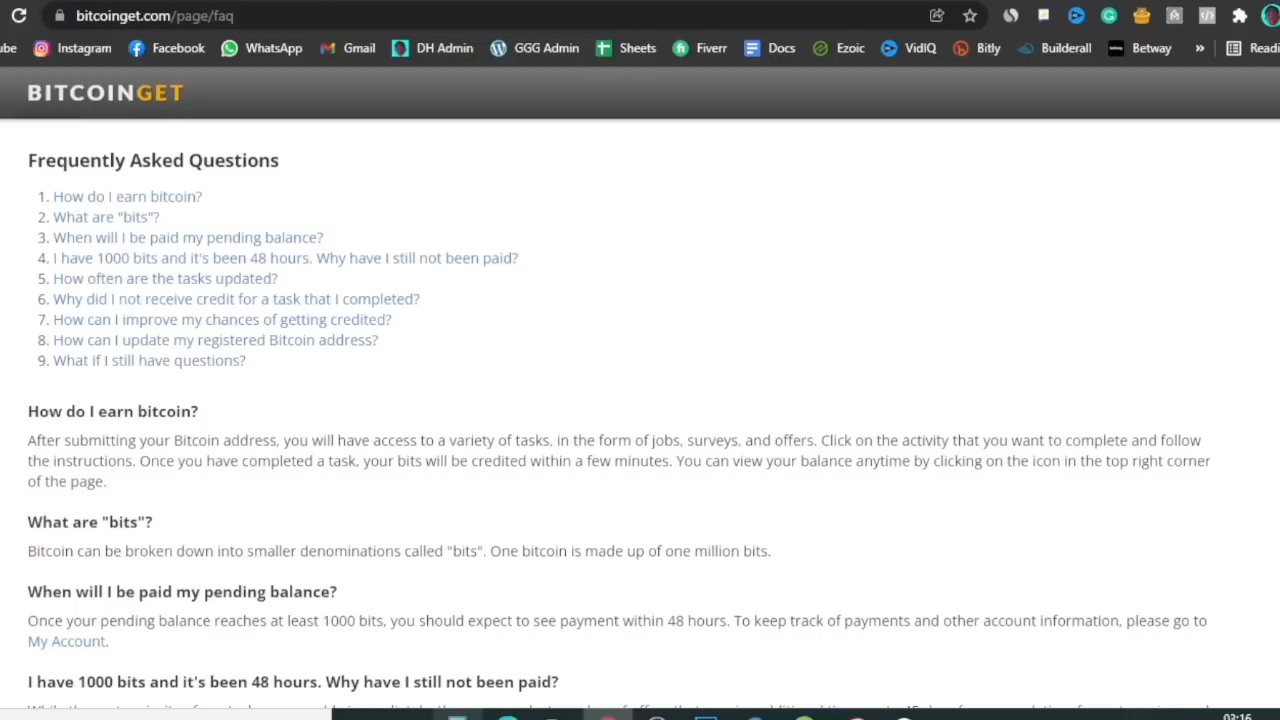 bitcoinget.com/page/faq
ube Instagram Facebook WhatsApp Gmail DH Admin GGG Admin Sheets Fiverr Docs Ezoic VidIQ Bitly Builderall Betway » Readi
BITCOINGET
Frequently Asked Questions
1. How do I earn bitcoin?
2. What are "bits"?
3. When will I be paid my pending balance?
4. I have 1000 bits and it's been 48 hours. Why have I still not been paid?
5. How often are the tasks updated?
6. Why did I not receive credit for a task that I completed?
7. How can I improve my chances of getting credited?
8. How can I update my registered Bitcoin address?
9. What if I still have questions?
How do I earn bitcoin?
After submitting your Bitcoin address, you will have access to a variety of tasks, in the form of jobs, surveys, and offers. Click on the activity that you want to complete and follow
the instructions. Once you have completed a task, your bits will be credited within a few minutes. You can view your balance anytime by clicking on the icon in the top right corner
of the page.
What are "bits"?
Bitcoin can be broken down into smaller denominations called "bits". One bitcoin is made up of one million bits.
When will I be paid my pending balance?
Once your pending balance reaches at least 1000 bits, you should expect to see payment within 48 hours. To keep track of payments and other account information, please go to
My Account.
I have 1000 bits and it's been 48 hours. Why have I still not been paid?
03:16